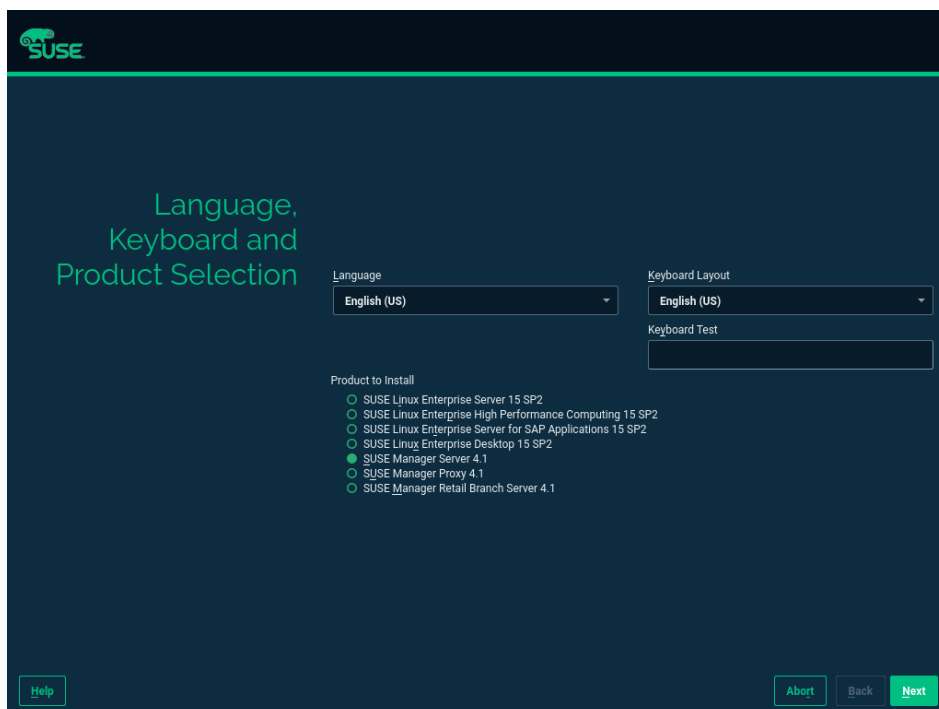 SUSE
Language,
Keyboard and
Product Selection
Language
English (US)
Keyboard Layout
English (US)
Keyboard Test
Product to Install
SUSE Linux Enterprise Server 15 SP2
SUSE Linux Enterprise High Performance Computing 15 SP2
SUSE Linux Enterprise Server for SAP Applications 15 SP2
SUSE Linux Enterprise Desktop 15 SP2
SUSE Manager Server 4.1
SUSE Manager Proxy 4.1
SUSE Manager Retail Branch Server 4.1
Help
Abort
Back
Next